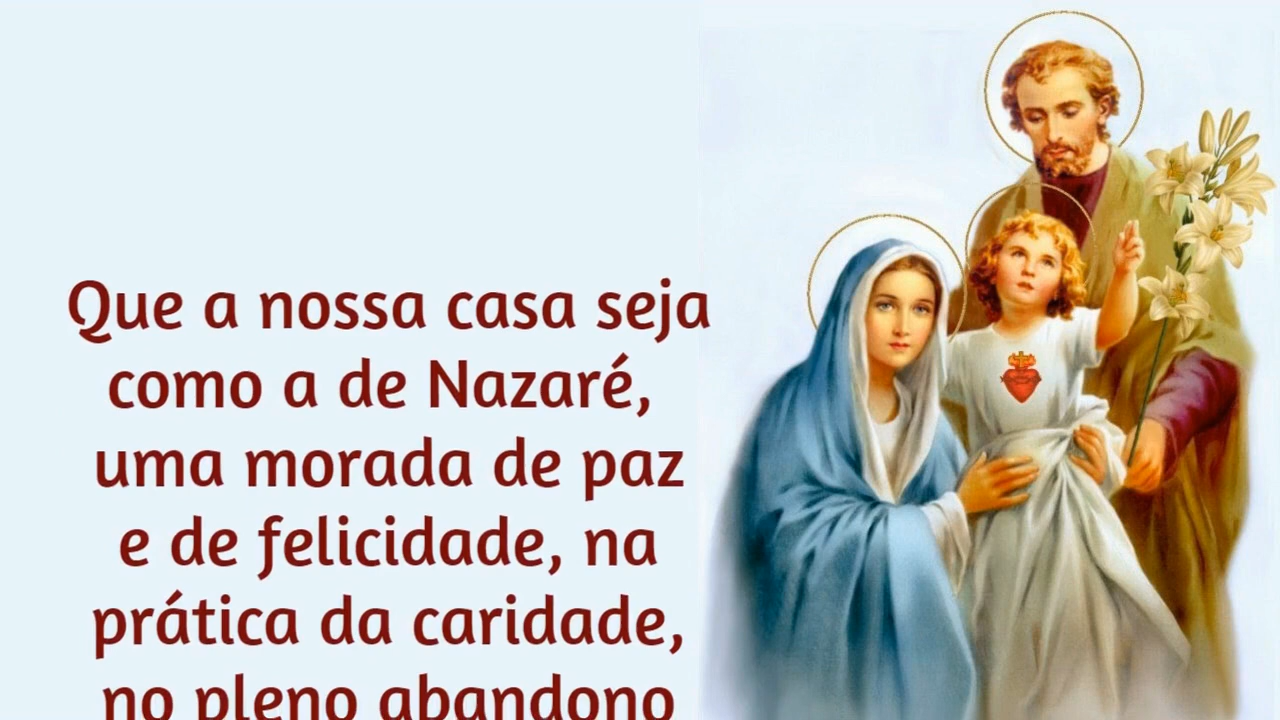 Que a nossa casa seja
como a de Nazaré,
uma morada de paz
e de felicidade, na
prática da caridade,
no pleno abandono